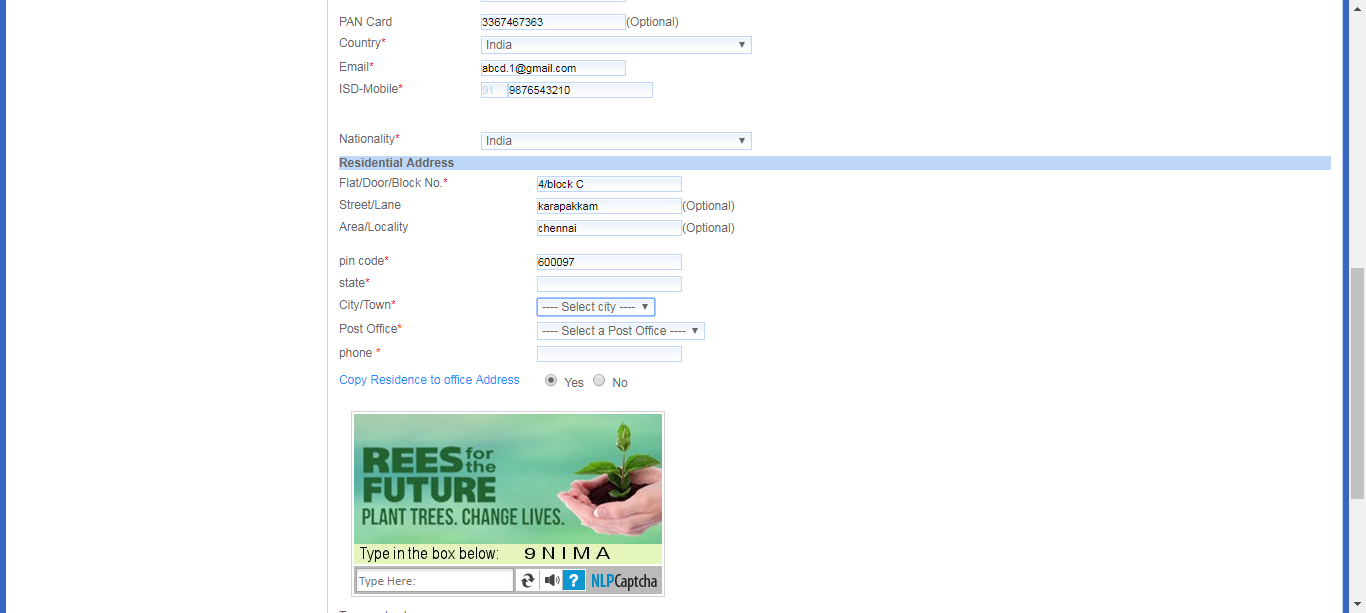 PAN Card 3367467363 (Optional)
Country* India
Email* abcd.1@gmail.com
ISD-Mobile* 91 9876543210
Nationality* India
Residential Address
Flat/Door/Block No.* 4/block C
Street/Lane karapakkam (Optional)
Area/Locality chennai (Optional)
pin code* 600097
state*
City/Town* ---- Select city ----
Post Office* ---- Select a Post Office ----
phone *
Copy Residence to office Address Yes No
REES for the
FUTURE
PLANT TREES. CHANGE LIVES.
Type in the box below: 9NIMA
Type Here: ? NLPCaptcha